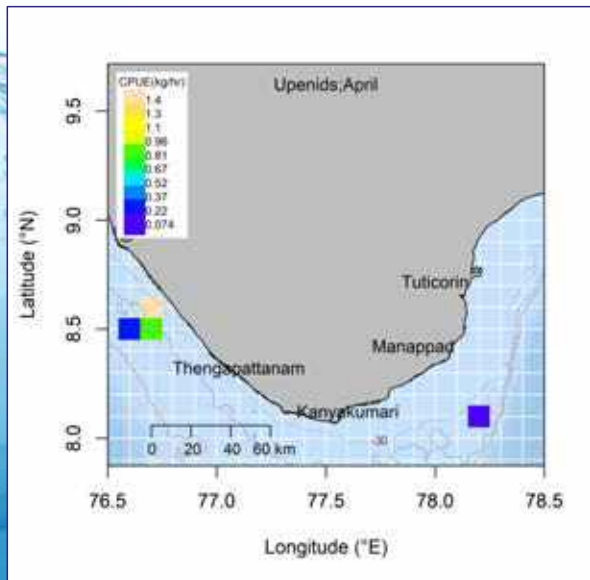 Upenids;April
CPUE(kg/hr)
1.4
1.3
1.1
0.96
0.81
0.67
0.52
0.37
0.22
0.074
Tuticorin
Manappad
Thengapattanam
Kanyakumari
-30
0 20 40 60 km
9.5
9.0
8.5
8.0
Latitude (°N)
76.5 77.0 77.5 78.0 78.5
Longitude (°E)